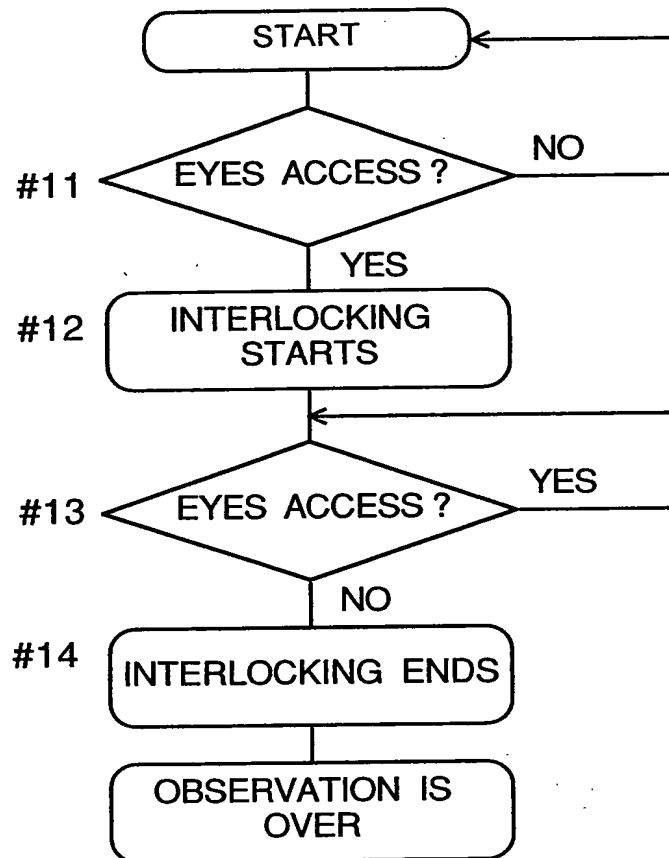 START
EYES ACCESS ?
NO
#11
YES
#12
INTERLOCKING
STARTS
EYES ACCESS ?
YES
#13
NO
#14
INTERLOCKING ENDS
OBSERVATION IS
OVER